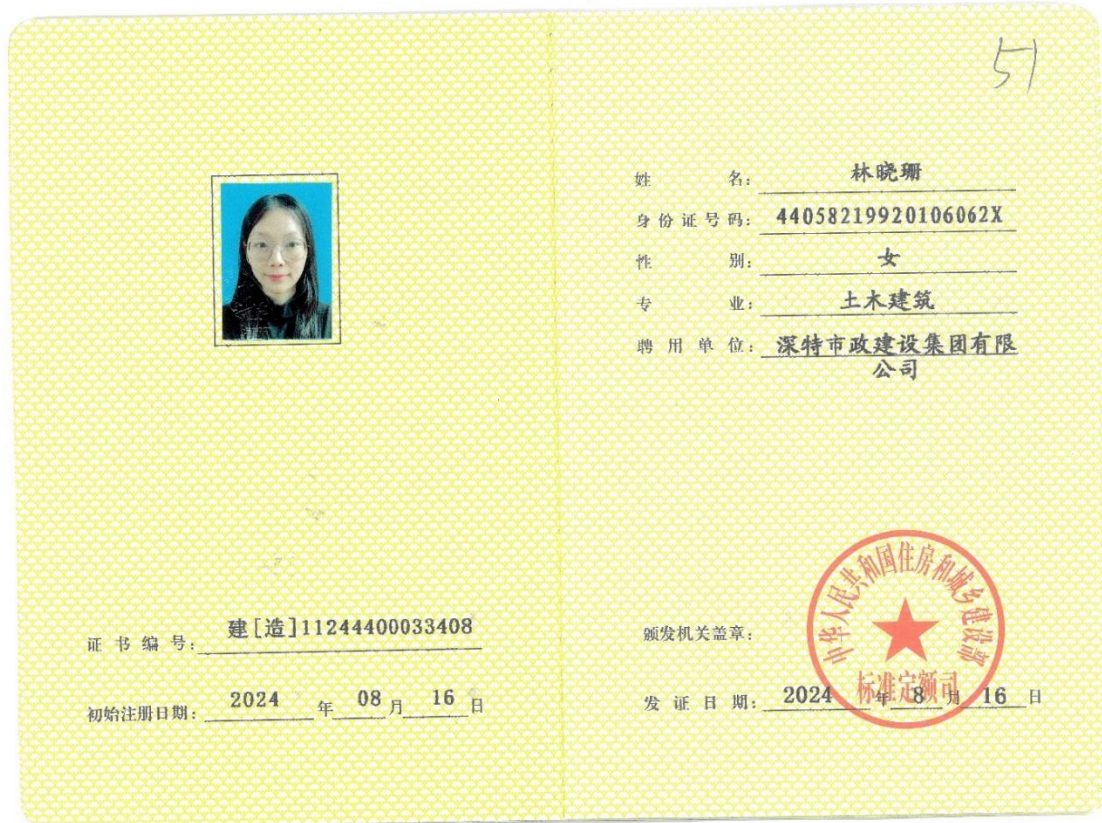 51
姓 名： 林晓珊
身份证号码： 44058219920106062X
性 别： 女
专 业： 土木建筑
聘用单位： 深特市政建设集团有限
公司
证书编号： 建[造]11244400033408
初始注册日期： 2024 年 08 月 16 日
颁发机关盖章：
中华人民共和国住房和城乡建设部
标准定额司
发证日期： 2024 年 8 月 16 日